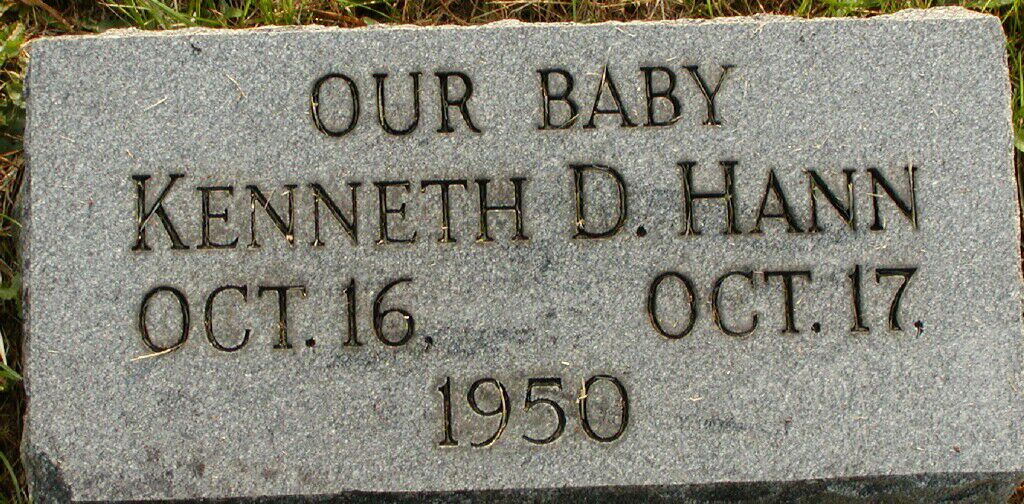 OUR BABY
KENNETH D. HANN
OCT. 16, OCT. 17,
1950